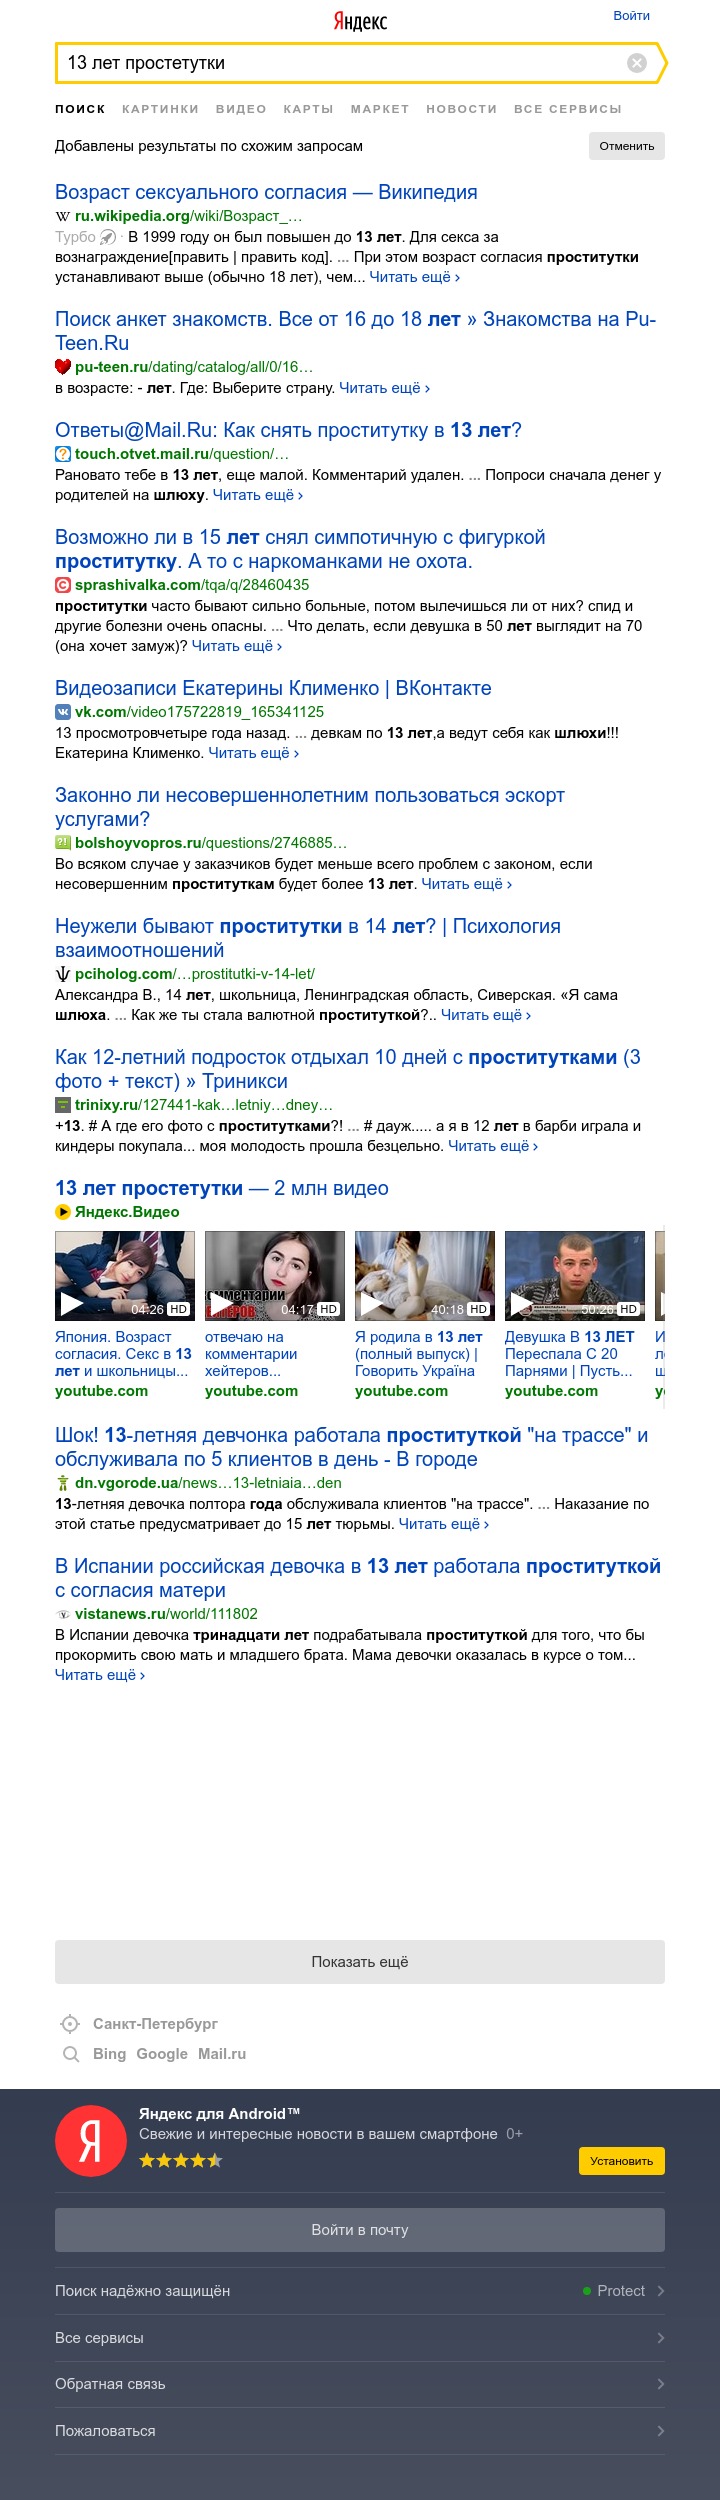 Яндекс
Войти
13 лет простетутки
ПОИСК КАРТИНКИ ВИДЕО КАРТЫ МАРКЕТ НОВОСТИ ВСЕ СЕРВИСЫ
Добавлены результаты по схожим запросам
Отменить
Возраст сексуального согласия — Википедия
ru.wikipedia.org/wiki/Возраст_…
Турбо · В 1999 году он был повышен до 13 лет. Для секса за
вознаграждение[править | править код]. ... При этом возраст согласия проститутки
устанавливают выше (обычно 18 лет), чем... Читать ещё ›
Поиск анкет знакомств. Все от 16 до 18 лет » Знакомства на Pu-
Teen.Ru
pu-teen.ru/dating/catalog/all/0/16…
в возрасте: - лет. Где: Выберите страну. Читать ещё ›
Ответы@Mail.Ru: Как снять проститутку в 13 лет?
touch.otvet.mail.ru/question/…
Рановато тебе в 13 лет, еще малой. Комментарий удален. ... Попроси сначала денег у
родителей на шлюху. Читать ещё ›
Возможно ли в 15 лет снял симпотичную с фигуркой
проститутку. А то с наркоманками не охота.
sprashivalka.com/tqa/q/28460435
проститутки часто бывают сильно больные, потом вылечишься ли от них? спид и
другие болезни очень опасны. ... Что делать, если девушка в 50 лет выглядит на 70
(она хочет замуж)? Читать ещё ›
Видеозаписи Екатерины Клименко | ВКонтакте
vk.com/video175722819_165341125
13 просмотровчетыре года назад. ... девкам по 13 лет,а ведут себя как шлюхи!!!
Екатерина Клименко. Читать ещё ›
Законно ли несовершеннолетним пользоваться эскорт
услугами?
bolshoyvopros.ru/questions/2746885…
Во всяком случае у заказчиков будет меньше всего проблем с законом, если
несовершенним проституткам будет более 13 лет. Читать ещё ›
Неужели бывают проститутки в 14 лет? | Психология
взаимоотношений
pciholog.com/…prostitutki-v-14-let/
Александра В., 14 лет, школьница, Ленинградская область, Сиверская. «Я сама
шлюха. ... Как же ты стала валютной проституткой?.. Читать ещё ›
Как 12-летний подросток отдыхал 10 дней с проститутками (3
фото + текст) » Триникси
trinixy.ru/127441-kak…letniy…dney…
+13. # А где его фото с проститутками?! ... # дауж..... а я в 12 лет в барби играла и
киндеры покупала... моя молодость прошла безцельно. Читать ещё ›
13 лет простетутки — 2 млн видео
Яндекс.Видео
04:26 HD
04:17 HD
40:18 HD
50:26 HD
Япония. Возраст
согласия. Секс в 13
лет и школьницы...
youtube.com
отвечаю на
комментарии
хейтеров...
youtube.com
Я родила в 13 лет
(полный выпуск) |
Говорить Україна
youtube.com
Девушка В 13 ЛЕТ
Переспала С 20
Парнями | Пусть...
youtube.com
Шок! 13-летняя девчонка работала проституткой "на трассе" и
обслуживала по 5 клиентов в день - В городе
dn.vgorode.ua/news…13-letniaia…den
13-летняя девочка полтора года обслуживала клиентов "на трассе". ... Наказание по
этой статье предусматривает до 15 лет тюрьмы. Читать ещё ›
В Испании российская девочка в 13 лет работала проституткой
с согласия матери
vistanews.ru/world/111802
В Испании девочка тринадцати лет подрабатывала проституткой для того, что бы
прокормить свою мать и младшего брата. Мама девочки оказалась в курсе о том...
Читать ещё ›
Показать ещё
Санкт-Петербург
Bing Google Mail.ru
Яндекс для Android™
Свежие и интересные новости в вашем смартфоне 0+
Установить
Войти в почту
Поиск надёжно защищён
Protect
Все сервисы
Обратная связь
Пожаловаться